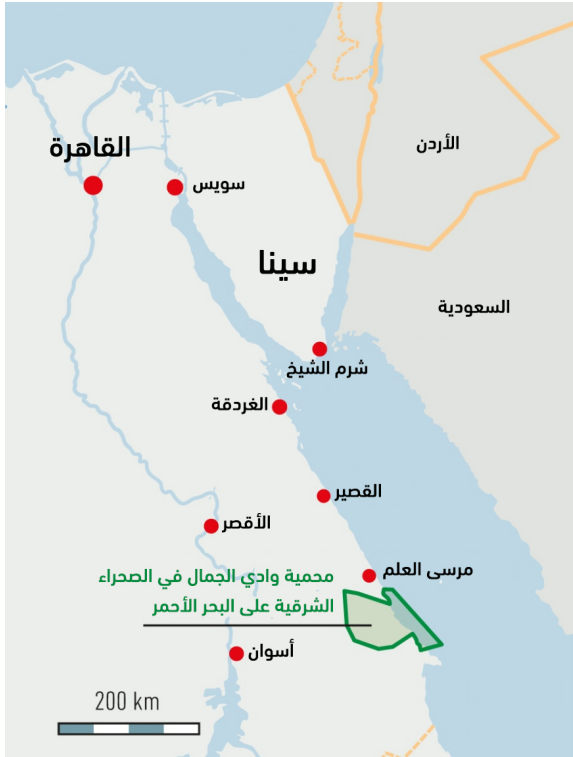 الأردن
القاهرة
سويس
سينا
السعودية
شرم الشيخ
الغردقة
القصير
الأقصر
مرسى العلم
محمية وادي الجمال في الصحراء
الشرقية على البحر الأحمر
أسوان
200 km